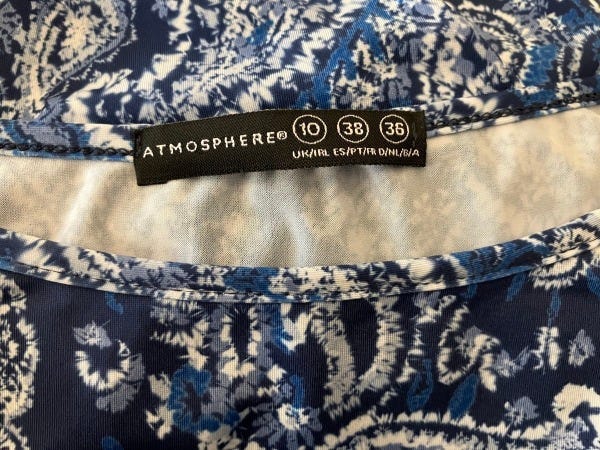 ATMOSPHERE® 10 38 36
UK/IRL ES/PT/FR D/NL/B/A